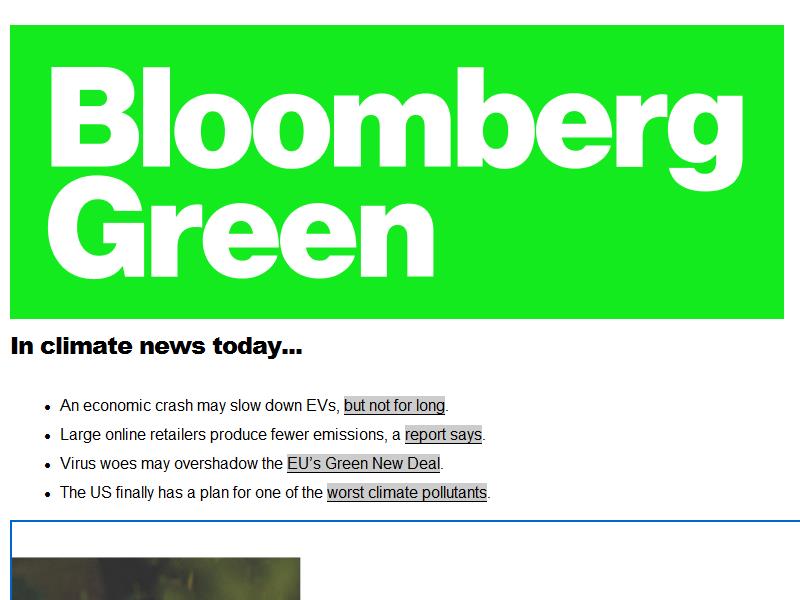 Bloomberg
Green
In climate news today...
• An economic crash may slow down EVs, but not for long.
• Large online retailers produce fewer emissions, a report says.
• Virus woes may overshadow the EU’s Green New Deal.
• The US finally has a plan for one of the worst climate pollutants.